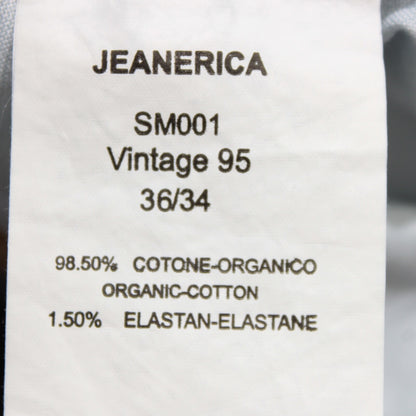 JEANERICA
SM001
Vintage 95
36/34
98.50% COTONE-ORGANICO
ORGANIC-COTTON
1.50% ELASTAN-ELASTANE